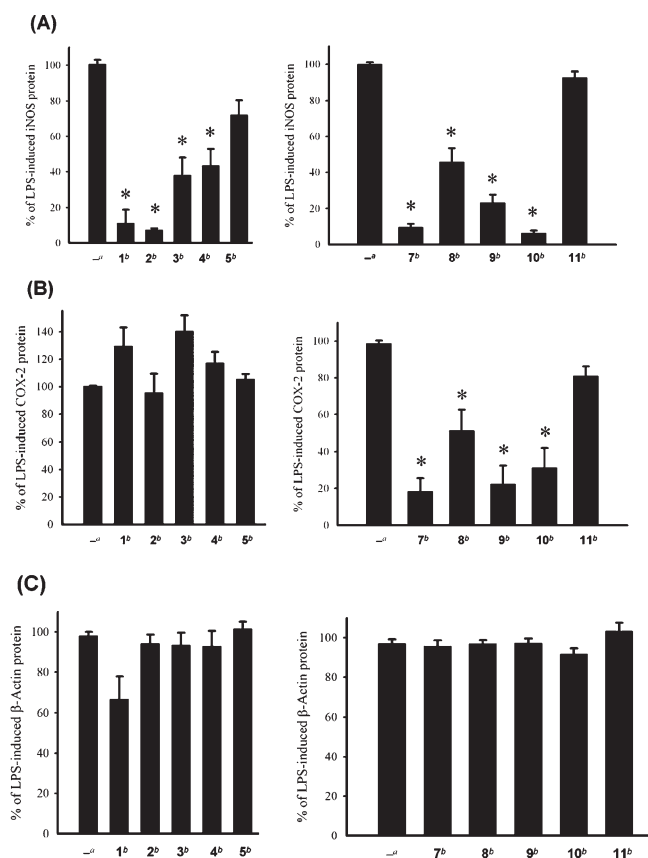 (A)
% of LPS-induced iNOS protein
100
80
60
40
20
0
* * * *
–a 1b 2b 3b 4b 5b
% of LPS-induced iNOS protein
100
80
60
40
20
0
* * * *
–a 7b 8b 9b 10b 11b
(B)
% of LPS-induced COX-2 protein
140
120
100
80
60
40
20
0
–a 1b 2b 3b 4b 5b
% of LPS-induced COX-2 protein
100
80
60
40
20
0
* * * *
–a 7b 8b 9b 10b 11b
(C)
% of LPS-induced β-Actin protein
100
80
60
40
20
0
–a 1b 2b 3b 4b 5b
% of LPS-induced β-Actin protein
100
80
60
40
20
0
–a 7b 8b 9b 10b 11b